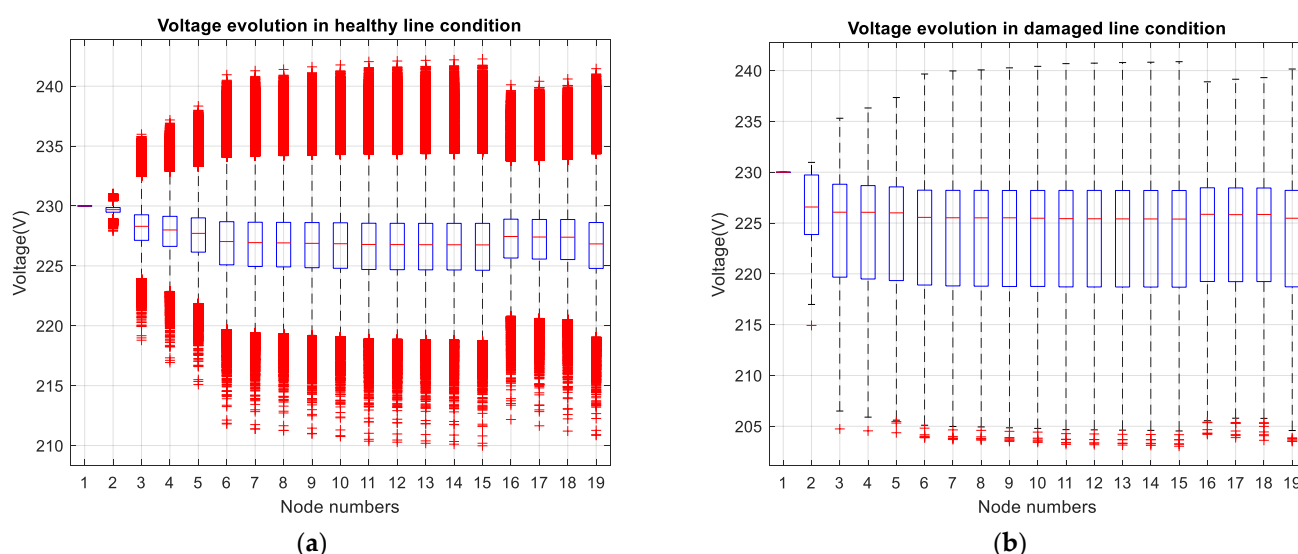 Voltage evolution in healthy line condition
Voltage(V)
240
235
230
225
220
215
210
1 2 3 4 5 6 7 8 9 10 11 12 13 14 15 16 17 18 19
Node numbers
(a)
Voltage evolution in damaged line condition
Voltage(V)
240
235
230
225
220
215
210
205
1 2 3 4 5 6 7 8 9 10 11 12 13 14 15 16 17 18 19
Node numbers
(b)